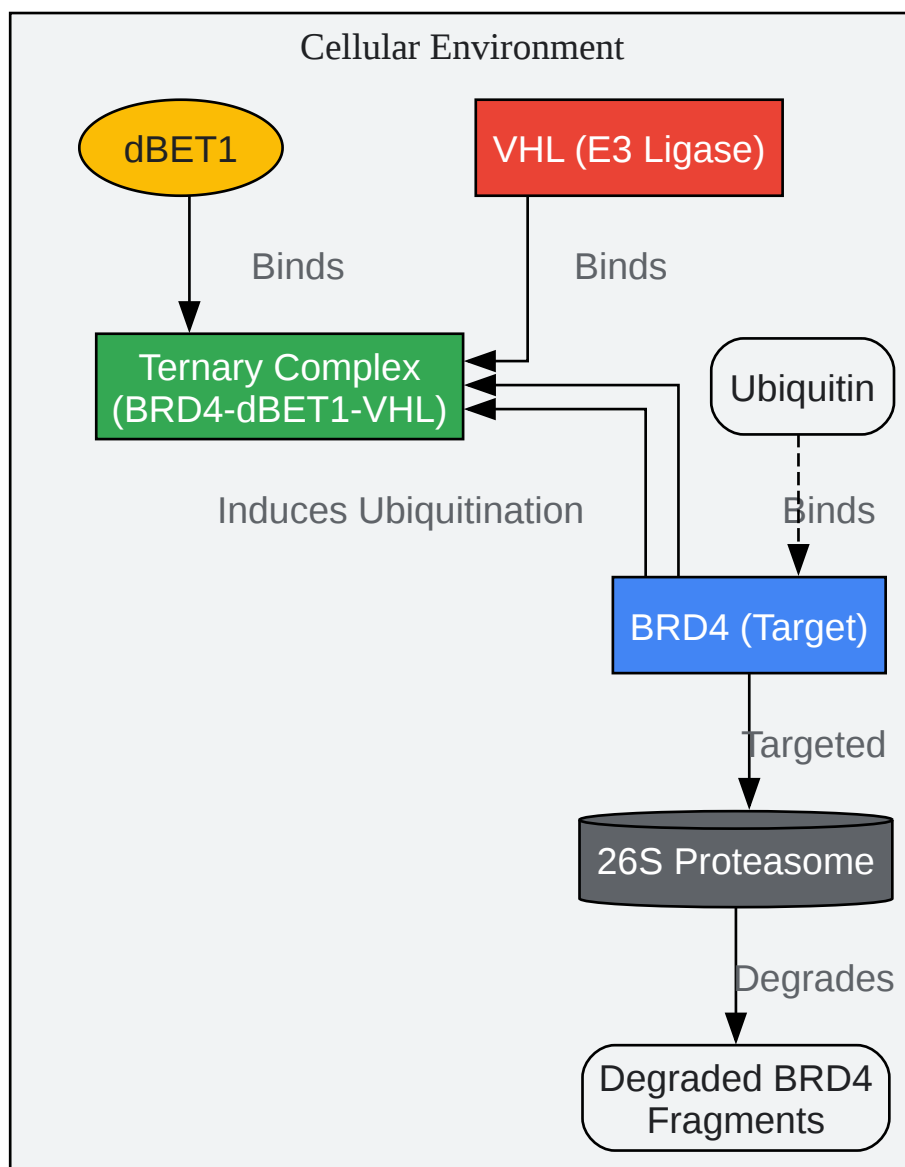 Cellular Environment
dBET1
VHL (E3 Ligase)
Binds
Binds
Ternary Complex
(BRD4-dBET1-VHL)
Ubiquitin
Induces Ubiquitination
Binds
BRD4 (Target)
Targeted
26S Proteasome
Degrades
Degraded BRD4
Fragments